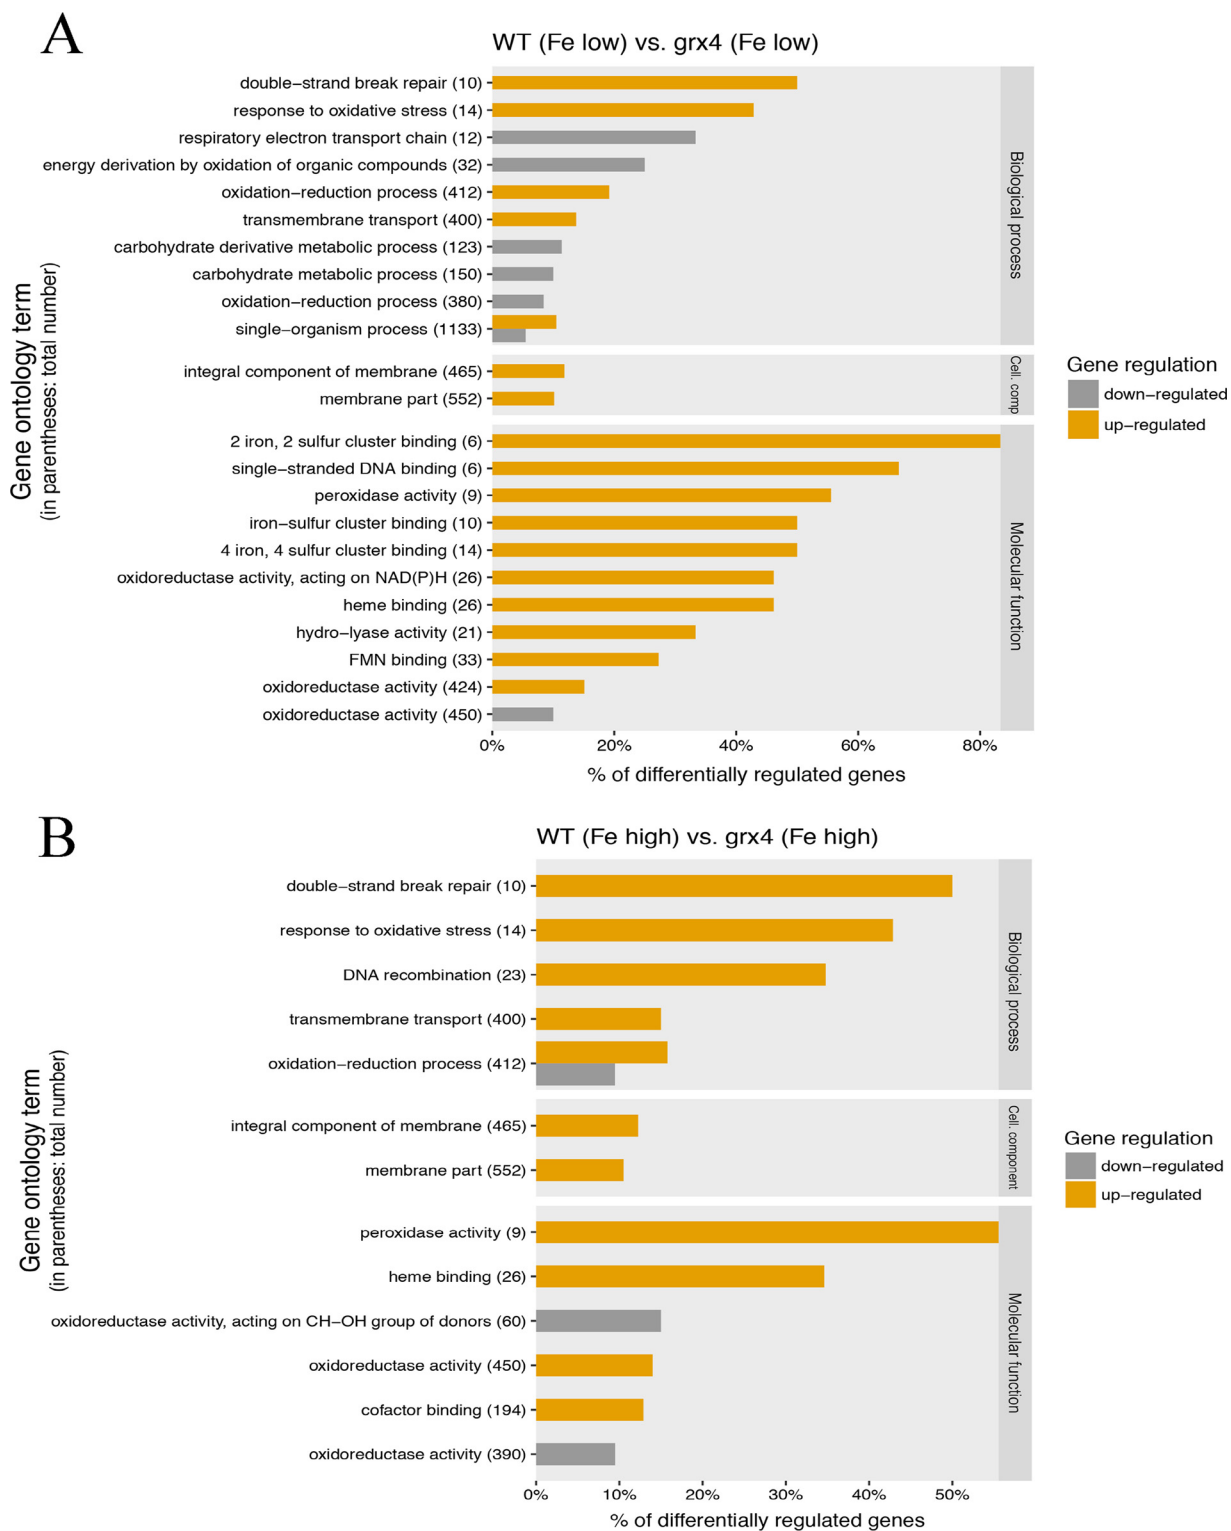 A
WT (Fe low) vs. grx4 (Fe low)
Gene ontology term
(in parentheses: total number)
double−strand break repair (10)
response to oxidative stress (14)
respiratory electron transport chain (12)
energy derivation by oxidation of organic compounds (32)
oxidation−reduction process (412)
transmembrane transport (400)
carbohydrate derivative metabolic process (123)
carbohydrate metabolic process (150)
oxidation−reduction process (380)
single−organism process (1133)
Biological process
integral component of membrane (465)
membrane part (552)
Cell. comp
2 iron, 2 sulfur cluster binding (6)
single−stranded DNA binding (6)
peroxidase activity (9)
iron−sulfur cluster binding (10)
4 iron, 4 sulfur cluster binding (14)
oxidoreductase activity, acting on NAD(P)H (26)
heme binding (26)
hydro−lyase activity (21)
FMN binding (33)
oxidoreductase activity (424)
oxidoreductase activity (450)
Molecular function
0% 20% 40% 60% 80%
% of differentially regulated genes
Gene regulation
down−regulated
up−regulated
B
WT (Fe high) vs. grx4 (Fe high)
Gene ontology term
(in parentheses: total number)
double−strand break repair (10)
response to oxidative stress (14)
DNA recombination (23)
transmembrane transport (400)
oxidation−reduction process (412)
Biological process
integral component of membrane (465)
membrane part (552)
Cell. component
peroxidase activity (9)
heme binding (26)
oxidoreductase activity, acting on CH−OH group of donors (60)
oxidoreductase activity (450)
cofactor binding (194)
oxidoreductase activity (390)
Molecular function
0% 10% 20% 30% 40% 50%
% of differentially regulated genes
Gene regulation
down−regulated
up−regulated